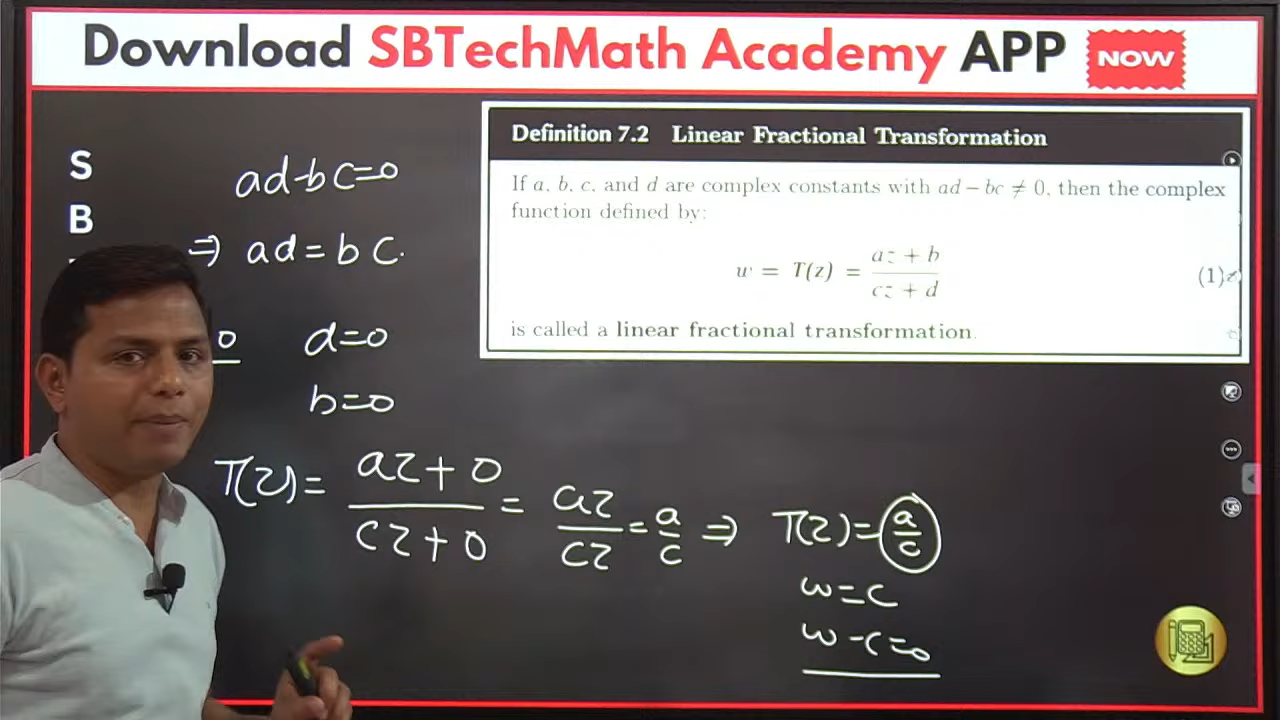 Download SBTechMath Academy APP NOW
S
B
ad-bc=0
⇒ ad=bc.
0 d=0
b=0
T(z)= az+0 / cz+0 = az / cz = a / c ⇒ T(z)= a / c
w=c
w-c=0
Definition 7.2 Linear Fractional Transformation
If a, b, c, and d are complex constants with ad − bc ≠ 0, then the complex
function defined by:
w = T(z) = az + b / cz + d (1)
is called a linear fractional transformation.